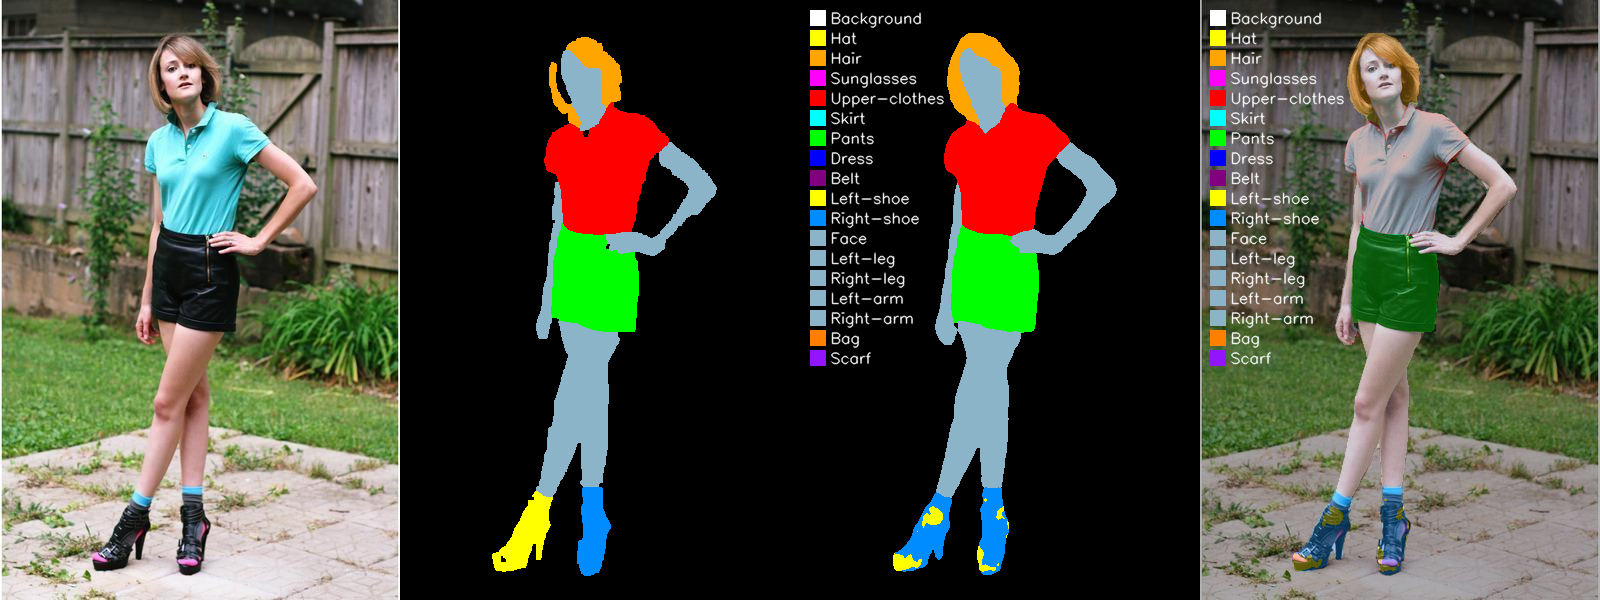 Background
Hat
Hair
Sunglasses
Upper-clothes
Skirt
Pants
Dress
Belt
Left-shoe
Right-shoe
Face
Left-leg
Right-leg
Left-arm
Right-arm
Bag
Scarf
Background
Hat
Hair
Sunglasses
Upper-clothes
Skirt
Pants
Dress
Belt
Left-shoe
Right-shoe
Face
Left-leg
Right-leg
Left-arm
Right-arm
Bag
Scarf